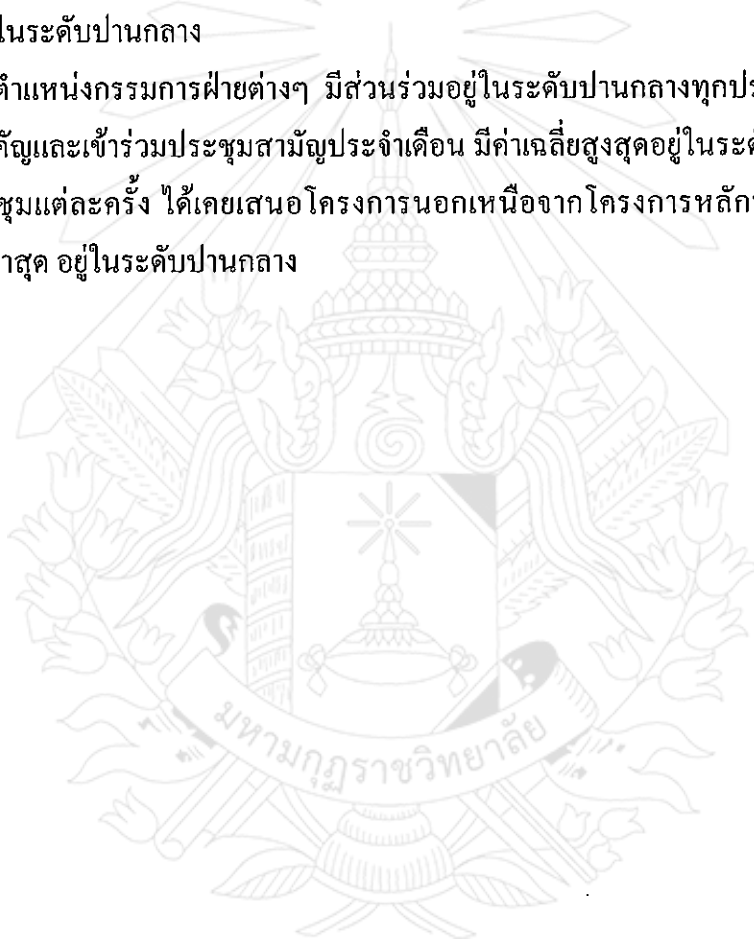 ในระดับปานกลาง
ตำแหน่งกรรมการฝ่ายต่างๆ มีส่วนร่วมอยู่ในระดับปานกลางทุกประ
คัญและเข้าร่วมประชุมสามัญประจำเดือน มีค่าเฉลี่ยสูงสุดอยู่ในระดั
ชุมแต่ละครั้ง ได้เคยเสนอโครงการนอกเหนือจากโครงการหลัก
่าสุด อยู่ในระดับปานกลาง
มหามกุฏราชวิทยาลัย